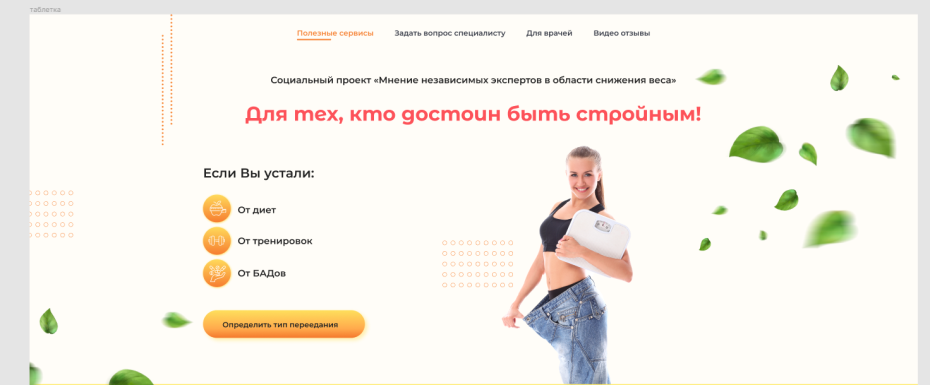 таблетка
Полезные сервисы Задать вопрос специалисту Для врачей Видео отзывы
Социальный проект «Мнение независимых экспертов в области снижения веса»
Для тех, кто достоин быть стройным!
Если Вы устали:
От диет
От тренировок
От БАДов
Определить тип переедания